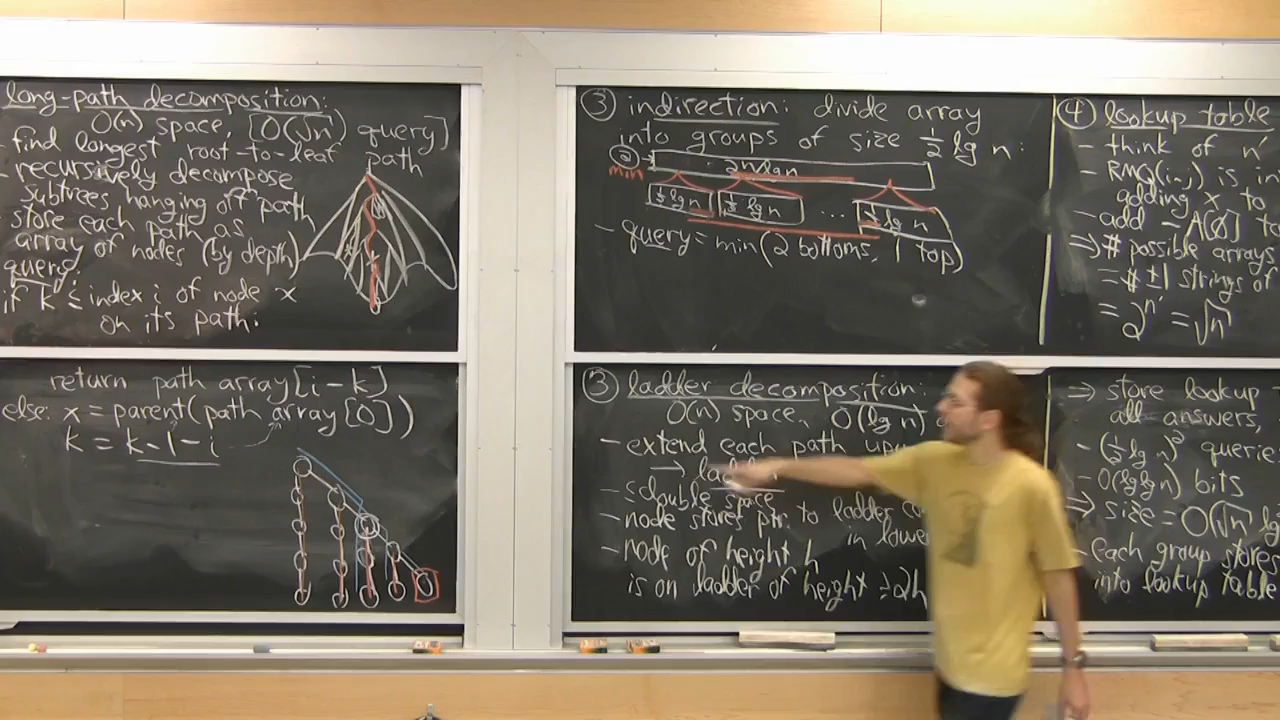 long-path decomposition:
O(n) space, [O(√n) query]
find longest root-to-leaf path
- recursively decompose
subtrees hanging off path
store each path as
array of nodes (by depth)
query:
if k ≤ index i of node x
on its path:
return path array[i-k]
else: x = parent(path array[0])
k = k-1-i
③ indirection: divide array
into groups of size ½ lg n:
② 2n/lg n
min
½ lg n ½ lg n ... ½ lg n
- query = min(2 bottoms, 1 top)
③ ladder decomposition:
O(n) space, O(lg n)
- extend each path upw
→
- ≤ double space
- node stores ptr. to ladder
in lowe
- node of height h
is on ladder of height ≥2h
④ lookup table
- think of n'
- RMQ(i,j) is in
adding x to
- add -A[0] to
⇒ # possible arrays
= # ±1 strings of
= 2^n' = √n
⇒ store lookup
all answers,
- (½ lg n)² querie
- O(lg lg n) bits
⇒ size = O(√n lg
- each group stores
into lookup table